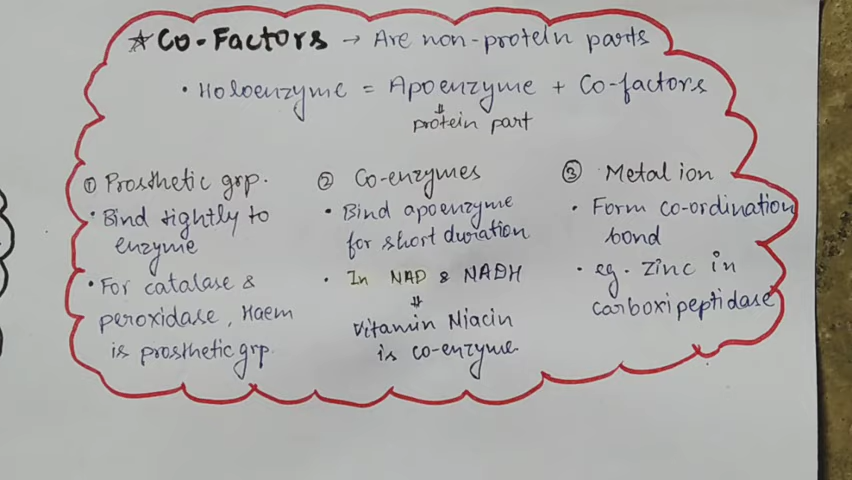 ★ Co-Factors → Are non-protein parts
• Holoenzyme = Apoenzyme + Co-factors
⇓
protein part
① Prosthetic grp.
• Bind tightly to
enzyme
• For catalase &
peroxidase, Haem
is prosthetic grp.
② Co-enzymes
• Bind apoenzyme
for short duration
• In NAD & NADH
⇓
Vitamin Niacin
is co-enzyme.
③ Metal ion
• Form co-ordination
bond
• eg. Zinc in
carboxipeptidase